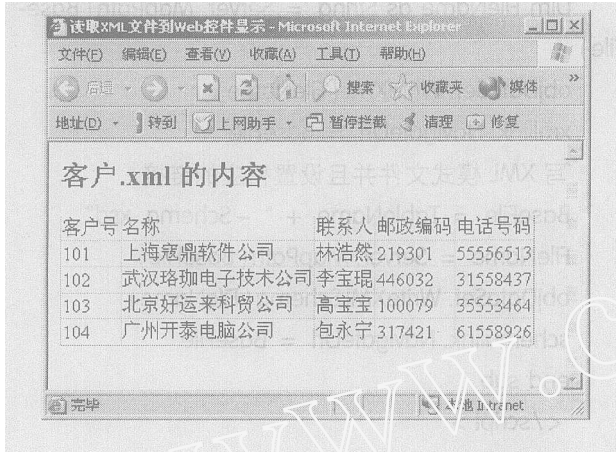 读取XML文件到Web控件显示 - Microsoft Internet Explorer
文件(F) 编辑(E) 查看(V) 收藏(A) 工具(T) 帮助(H)
后退 搜索 收藏夹 媒体 »
地址(D) 转到 上网助手 暂停拦截 清理 修复
客户.xml 的内容
客户号 名称 联系人 邮政编码 电话号码
101 上海寇鼎软件公司 林浩然 219301 55556513
102 武汉珞珈电子技术公司 李宝琨 446032 31558437
103 北京好运来科贸公司 高宝宝 100079 35553464
104 广州开泰电脑公司 包永宁 317421 61558926
完毕 本地 Intranet
www.c